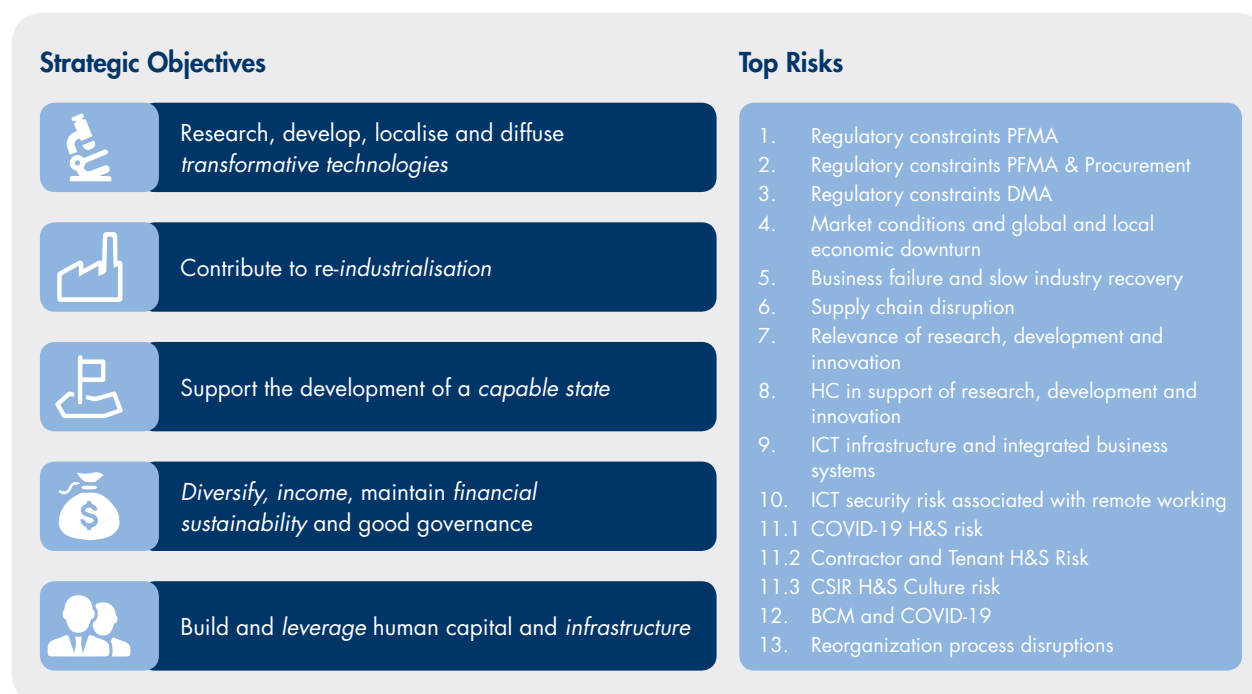 Strategic Objectives
Research, develop, localise and diffuse
transformative technologies
Contribute to re-industrialisation
Support the development of a capable state
$
Diversify, income, maintain financial
sustainability and good governance
Build and leverage human capital and infrastructure
Top Risks
1. Regulatory constraints PFMA
2. Regulatory constraints PFMA & Procurement
3. Regulatory constraints DMA
4. Market conditions and global and local
economic downturn
5. Business failure and slow industry recovery
6. Supply chain disruption
7. Relevance of research, development and
innovation
8. HC in support of research, development and
innovation
9. ICT infrastructure and integrated business
systems
10. ICT security risk associated with remote working
11.1 COVID-19 H&S risk
11.2 Contractor and Tenant H&S Risk
11.3 CSIR H&S Culture risk
12. BCM and COVID-19
13. Reorganization process disruptions